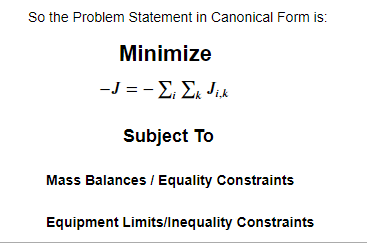 So the Problem Statement in Canonical Form is:
Minimize
−J = − ∑i ∑k Ji,k
Subject To
Mass Balances / Equality Constraints
Equipment Limits/Inequality Constraints